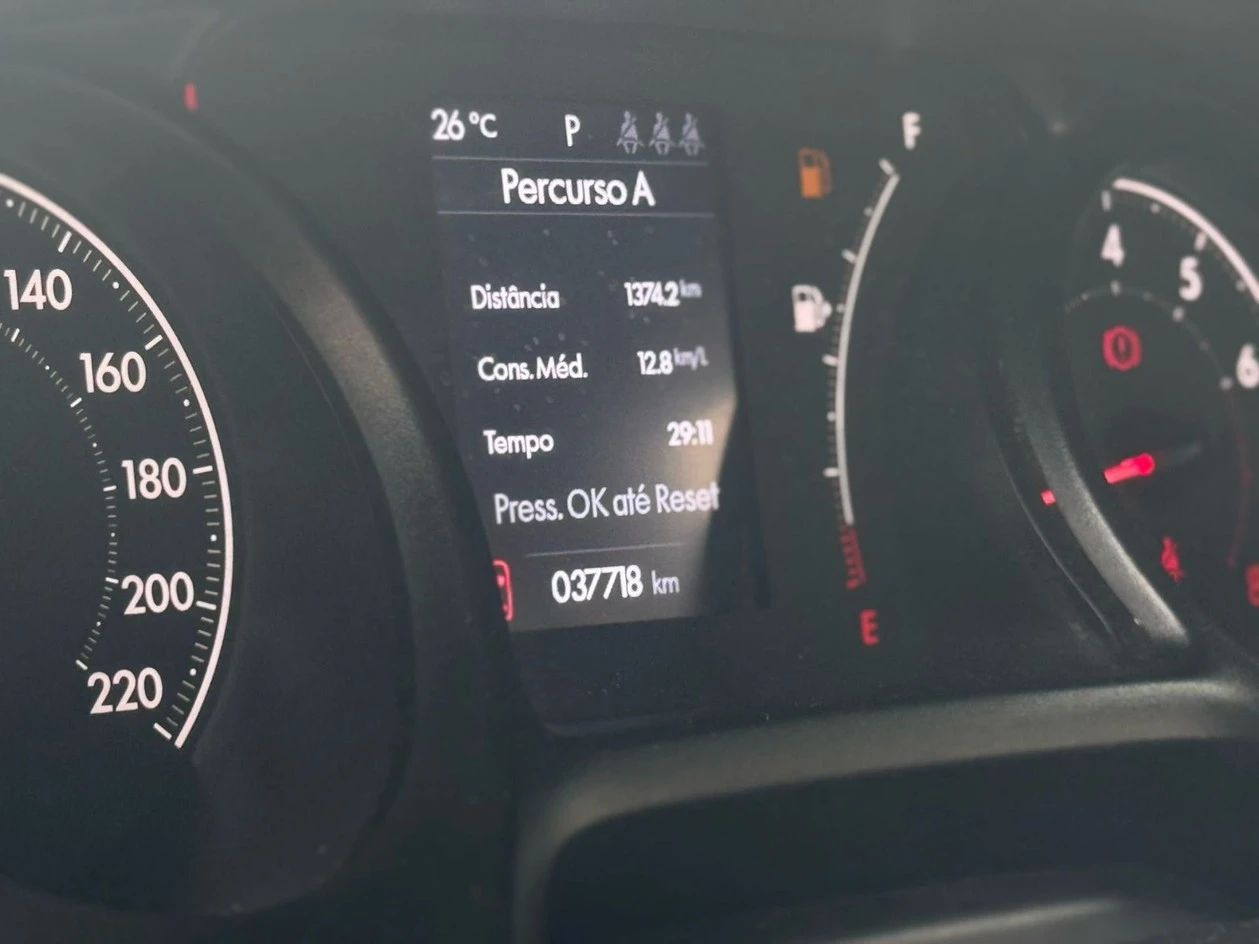 26°C P
Percurso A
Distância 1374.2 km
Cons. Méd. 12.8 km/L
Tempo 29:11
Press. OK até Reset
037718 km
140
160
180
200
220
F
E
4
5
6